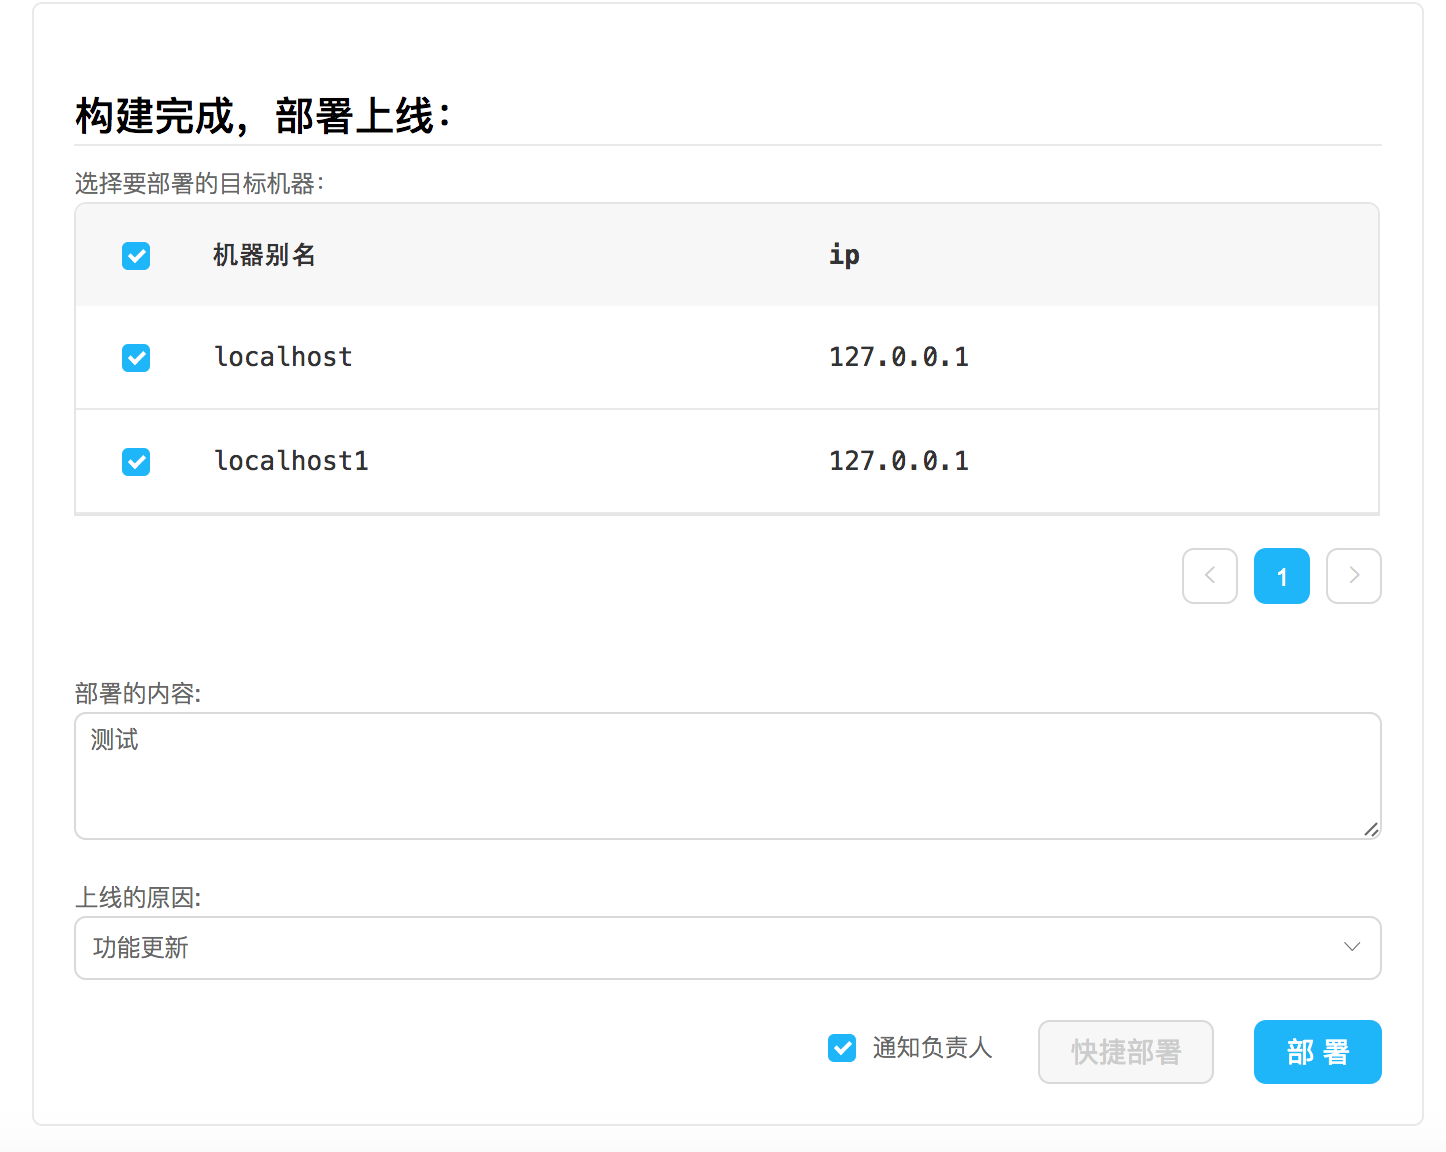 构建完成，部署上线：
选择要部署的目标机器：
机器别名 ip
localhost 127.0.0.1
localhost1 127.0.0.1
1
部署的内容:
测试
上线的原因:
功能更新
通知负责人 快捷部署 部 署